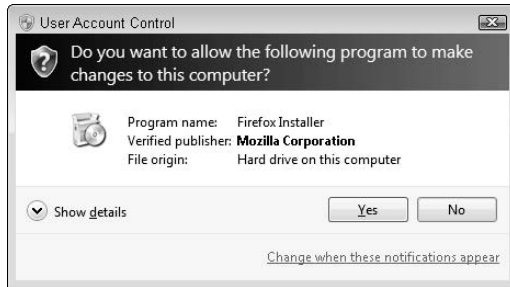 User Account Control
Do you want to allow the following program to make
changes to this computer?
Program name: Firefox Installer
Verified publisher: Mozilla Corporation
File origin: Hard drive on this computer
Show details
Yes No
Change when these notifications appear